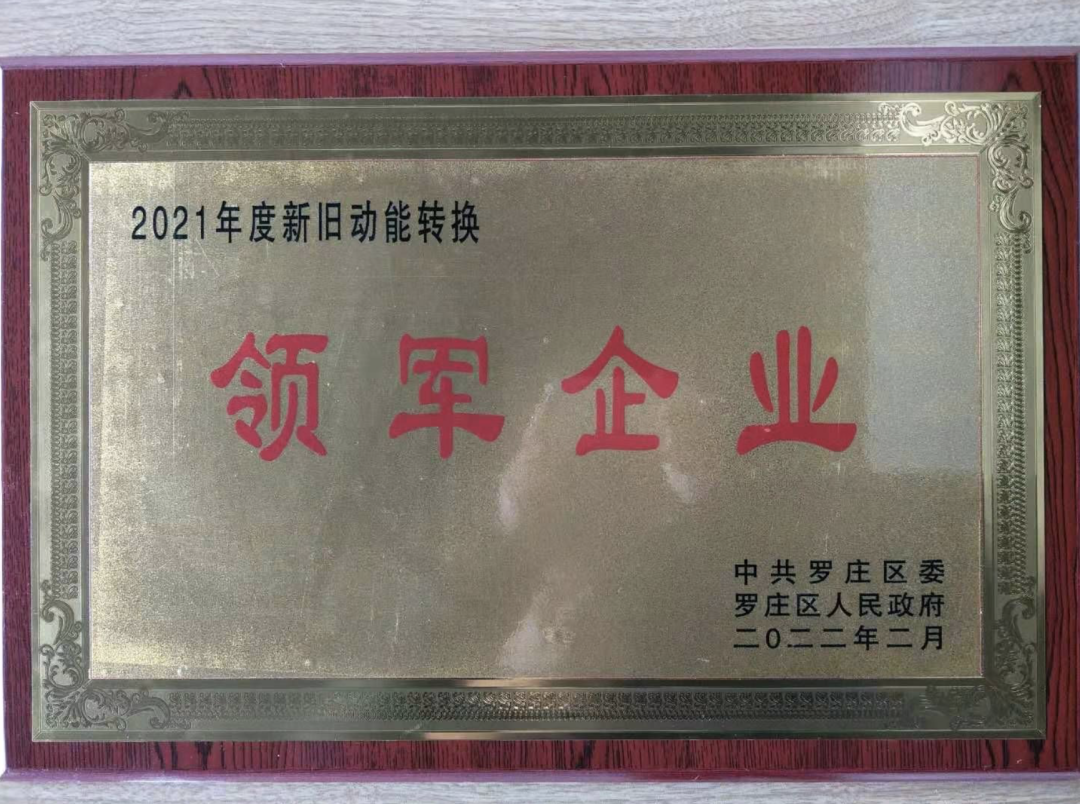 2021年度新旧动能转换
领军企业
中共罗庄区委
罗庄区人民政府
二0二二年二月